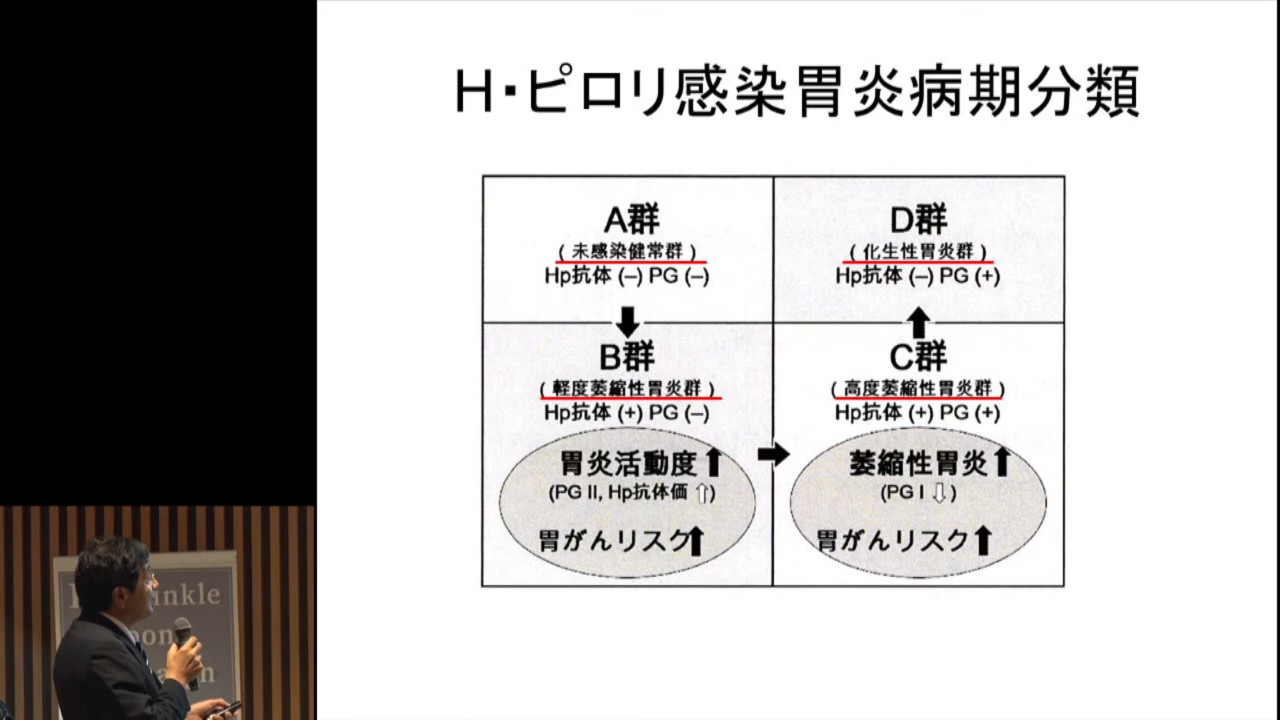 H・ピロリ感染胃炎病期分類
A群
（未感染健常群）
Hp抗体 (–) PG (–)
D群
（化生性胃炎群）
Hp抗体 (–) PG (+)
B群
（軽度萎縮性胃炎群）
Hp抗体 (+) PG (–)
胃炎活動度⬆
(PG II, Hp抗体価⇧)
胃がんリスク⬆
C群
（高度萎縮性胃炎群）
Hp抗体 (+) PG (+)
萎縮性胃炎⬆
(PG I⇩)
胃がんリスク⬆